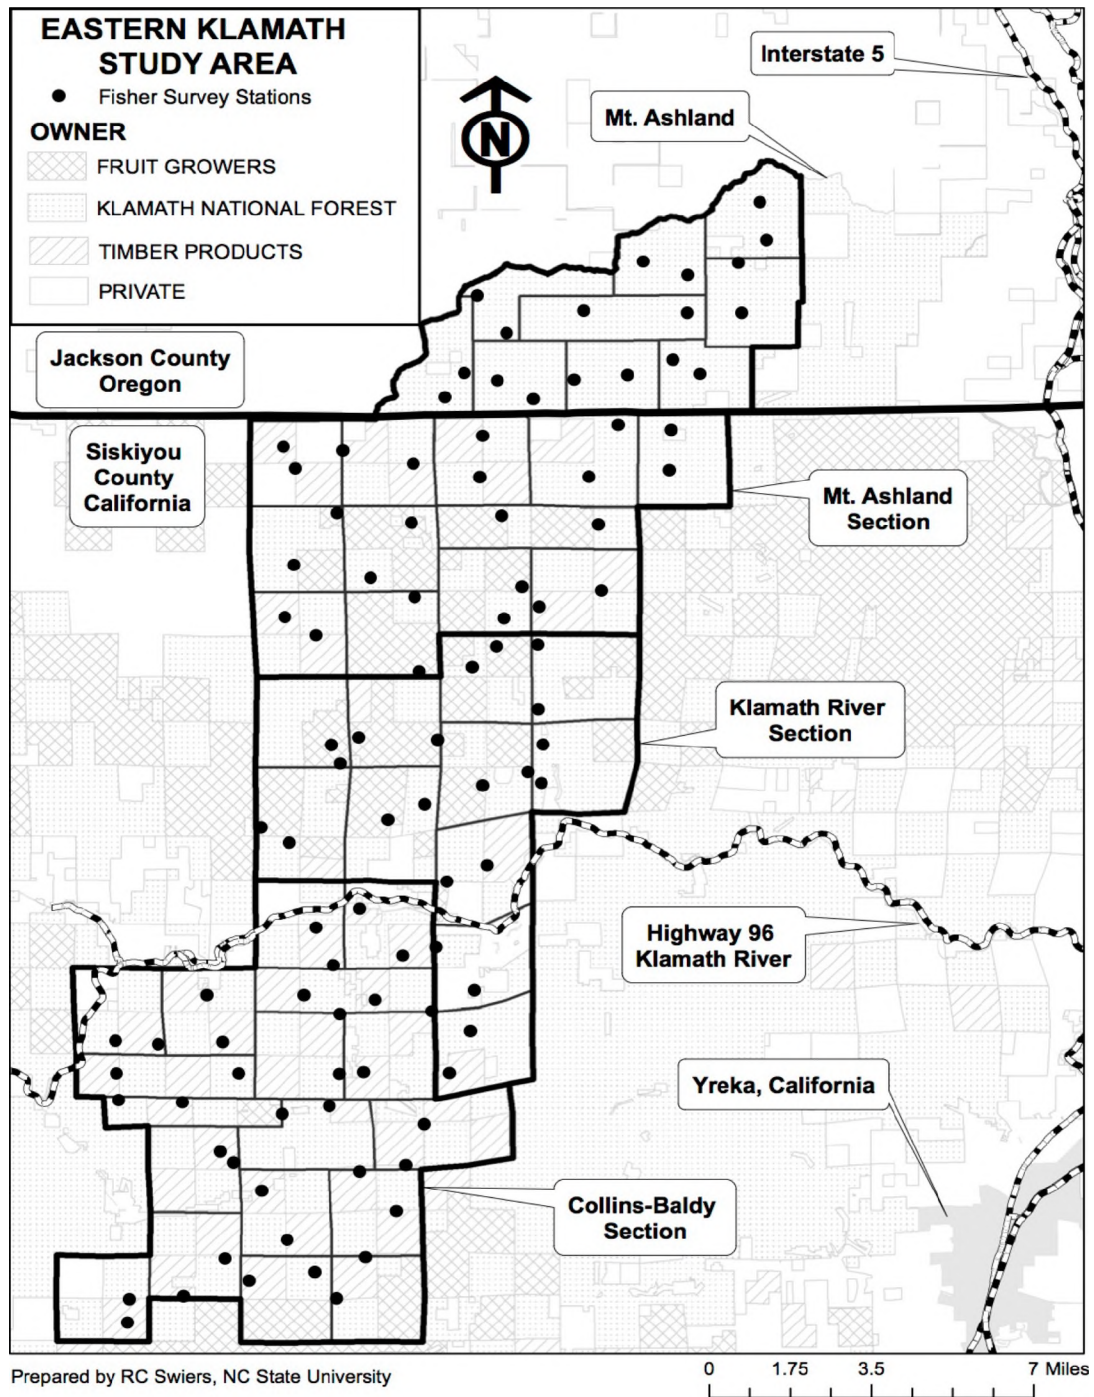 EASTERN KLAMATH
STUDY AREA
Fisher Survey Stations
OWNER
FRUIT GROWERS
KLAMATH NATIONAL FOREST
TIMBER PRODUCTS
PRIVATE
N
Interstate 5
Mt. Ashland
Jackson County
Oregon
Siskiyou
County
California
Mt. Ashland
Section
Klamath River
Section
Highway 96
Klamath River
Yreka, California
Collins-Baldy
Section
Prepared by RC Swiers, NC State University
0 1.75 3.5 7 Miles